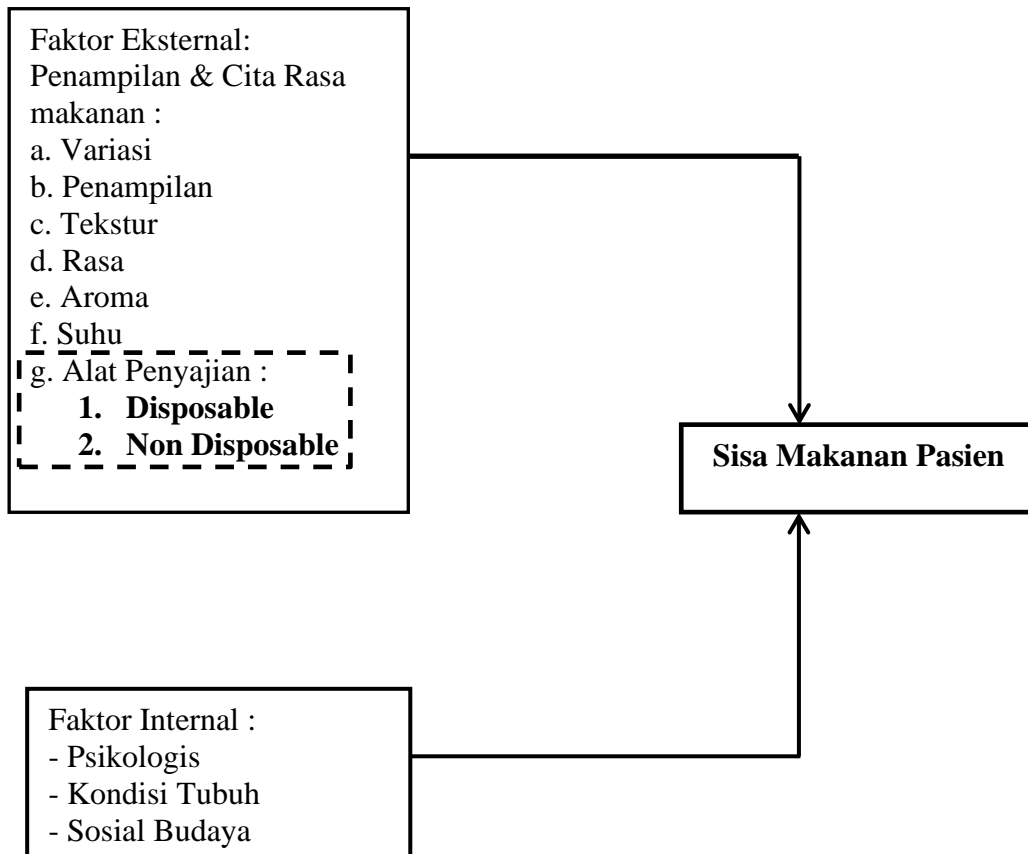 Faktor Eksternal:
Penampilan & Cita Rasa
makanan :
a. Variasi
b. Penampilan
c. Tekstur
d. Rasa
e. Aroma
f. Suhu
g. Alat Penyajian :
1. Disposable
2. Non Disposable
Sisa Makanan Pasien
Faktor Internal :
- Psikologis
- Kondisi Tubuh
- Sosial Budaya